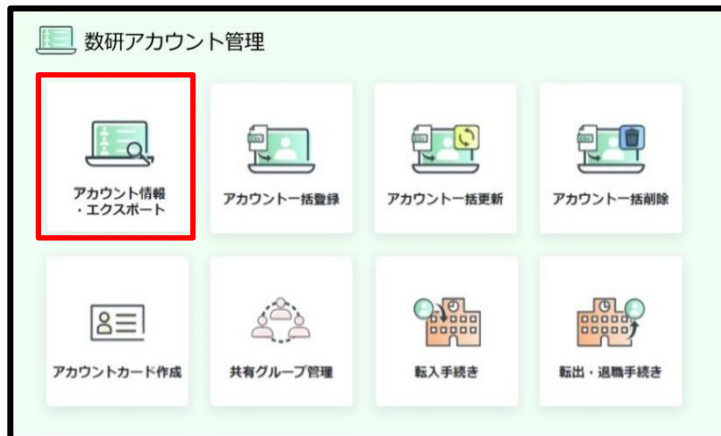 数研アカウント管理
アカウント情報
・エクスポート
アカウント一括登録
アカウント一括更新
アカウント一括削除
アカウントカード作成
共有グループ管理
転入手続き
転出・退職手続き